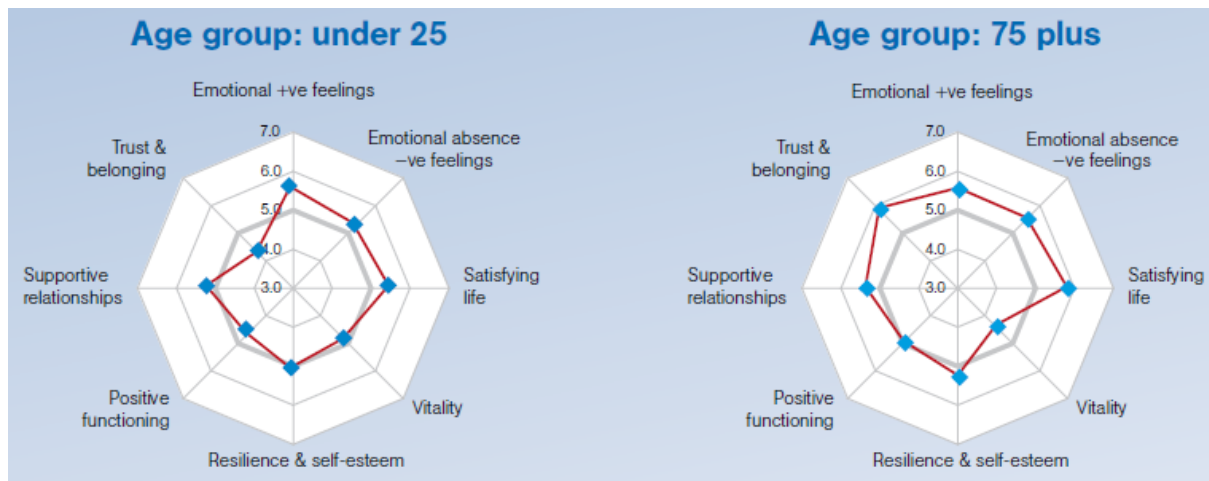 Age group: under 25
Emotional +ve feelings
7.0
Emotional absence
–ve feelings
Trust &
belonging
6.0
5.0
4.0
Supportive
relationships
3.0
Satisfying
life
Positive
functioning
Vitality
Resilience & self-esteem
Age group: 75 plus
Emotional +ve feelings
7.0
Emotional absence
–ve feelings
Trust &
belonging
6.0
5.0
4.0
Supportive
relationships
3.0
Satisfying
life
Positive
functioning
Vitality
Resilience & self-esteem